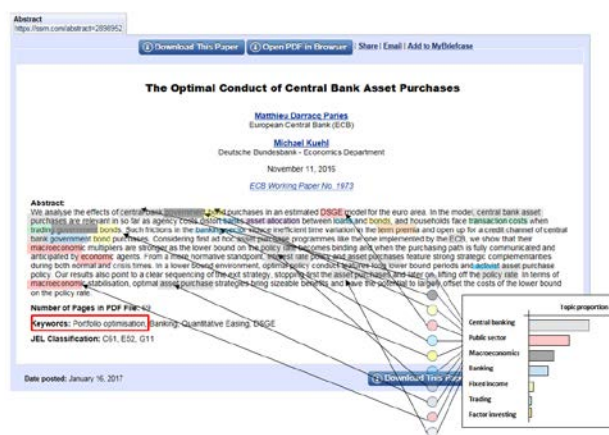 Abstract
https://ssrn.com/abstract=2898952
Download This Paper Open PDF in Browser Share | Email | Add to MyBriefcase
The Optimal Conduct of Central Bank Asset Purchases
Matthieu Darracq Paries
European Central Bank (ECB)
Michael Kuehl
Deutsche Bundesbank - Economics Department
November 11, 2015
ECB Working Paper No. 1973
Abstract:
We analyse the effects of central bank government bond purchases in an estimated DSGE model for the euro area. In the model, central bank asset
purchases are relevant in so far as agency costs distort banks asset allocation between loans and bonds, and households face transaction costs when
trading government bonds. Such frictions in the banking sector induce inefficient time variation in the term premia and open up for a credit channel of central
bank government bond purchases. Considering first ad hoc asset purchase programmes like the one implemented by the ECB, we show that their
macroeconomic multipliers are stronger as the lower bound on the policy rate becomes binding and when the purchasing path is fully communicated and
anticipated by economic agents. From a mere normative standpoint, interest rate policy and asset purchases feature strong strategic complementarities
during both normal and crisis times. In a lower bound environment, optimal policy conduct features long lower bound periods and activist asset purchase
policy. Our results also point to a clear sequencing of the exit strategy, stopping first the asset purchases and later on, lifting off the policy rate. In terms of
macroeconomic stabilisation, optimal asset purchase strategies bring sizeable benefits and have the potential to largely offset the costs of the lower bound
on the policy rate.
Number of Pages in PDF File: 69
Keywords: Portfolio optimisation, Banking, Quantitative Easing, DSGE
JEL Classification: C61, E52, G11
Date posted: January 16, 2017
Download This Pap
Topic proportion
Central banking
Public sector
Macroeconomics
Banking
Fixed income
Trading
Factor investing